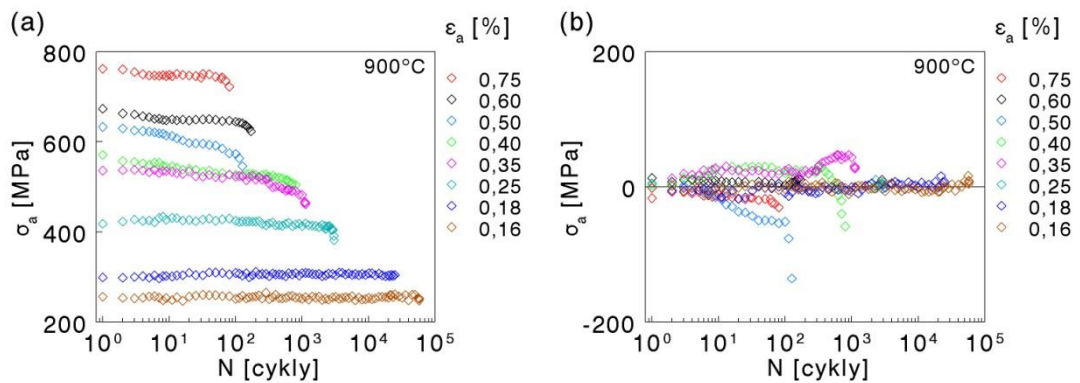 (a)
εₐ [%]
800
900°C
0,75
0,60
0,50
600
0,40
σₐ [MPa]
0,35
0,25
400
0,18
0,16
200
10⁰ 10¹ 10² 10³ 10⁴ 10⁵
N [cykly]
(b)
εₐ [%]
200
900°C
0,75
0,60
0,50
0,40
σₐ [MPa]
0
0,35
0,25
0,18
0,16
-200
10⁰ 10¹ 10² 10³ 10⁴ 10⁵
N [cykly]